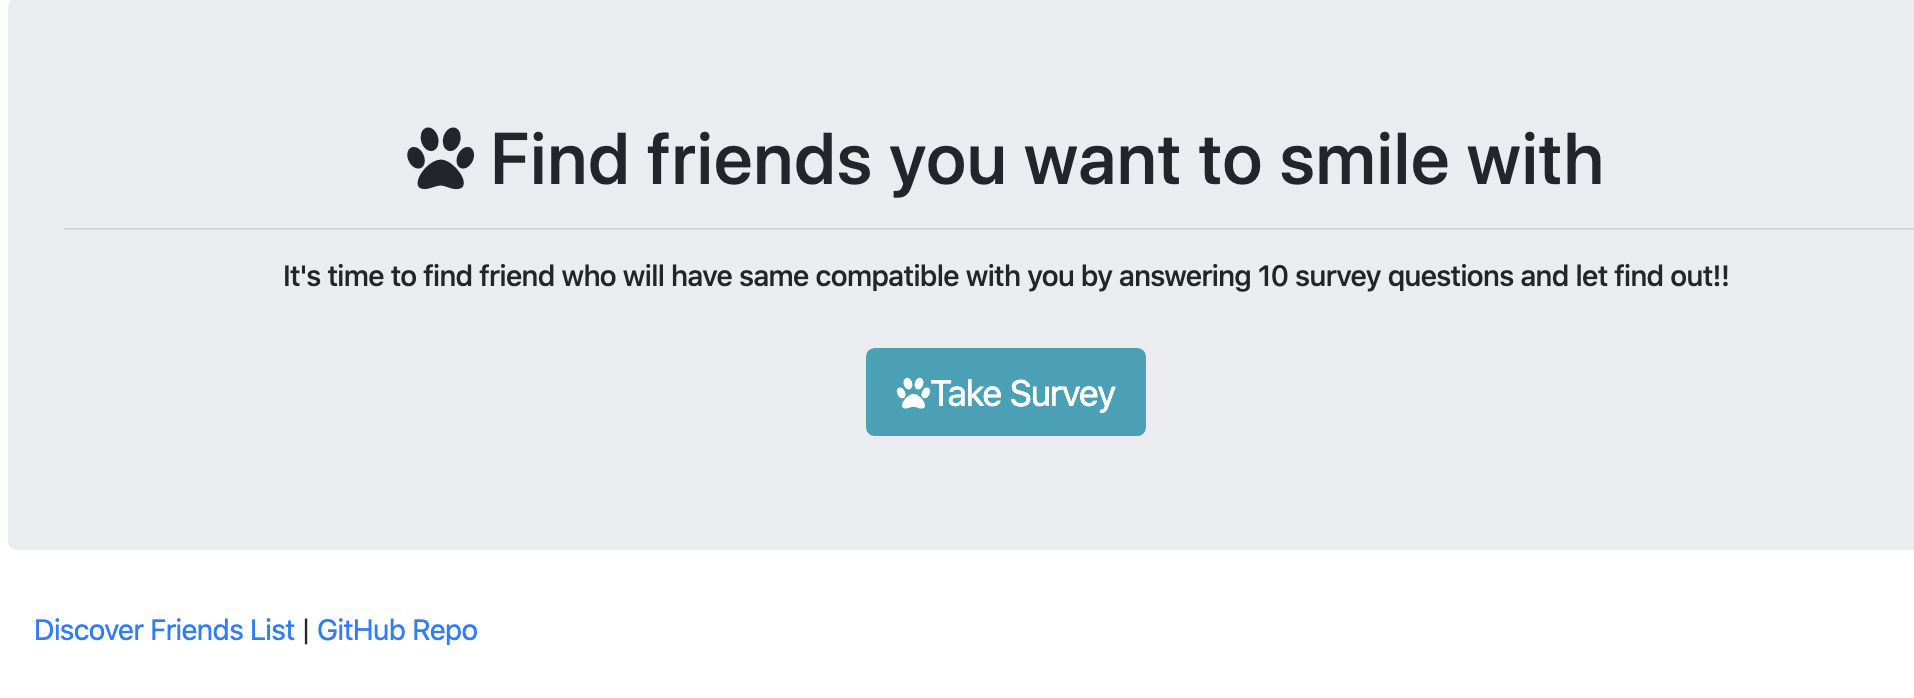 Find friends you want to smile with
It's time to find friend who will have same compatible with you by answering 10 survey questions and let find out!!
Take Survey
Discover Friends List | GitHub Repo